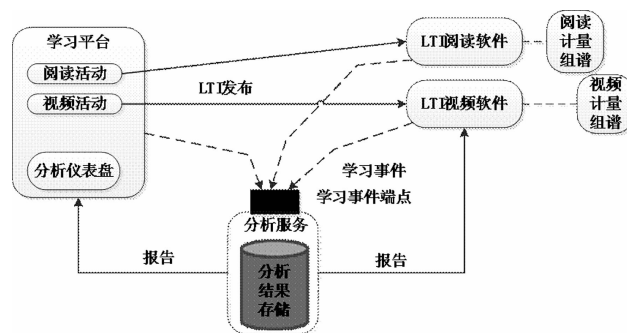 学习平台
阅读活动
视频活动
分析仪表盘
LTI发布
LTI阅读软件
LTI视频软件
阅读
计量
组谱
视频
计量
组谱
学习事件
学习事件端点
分析服务
分析
结果
存储
报告
报告